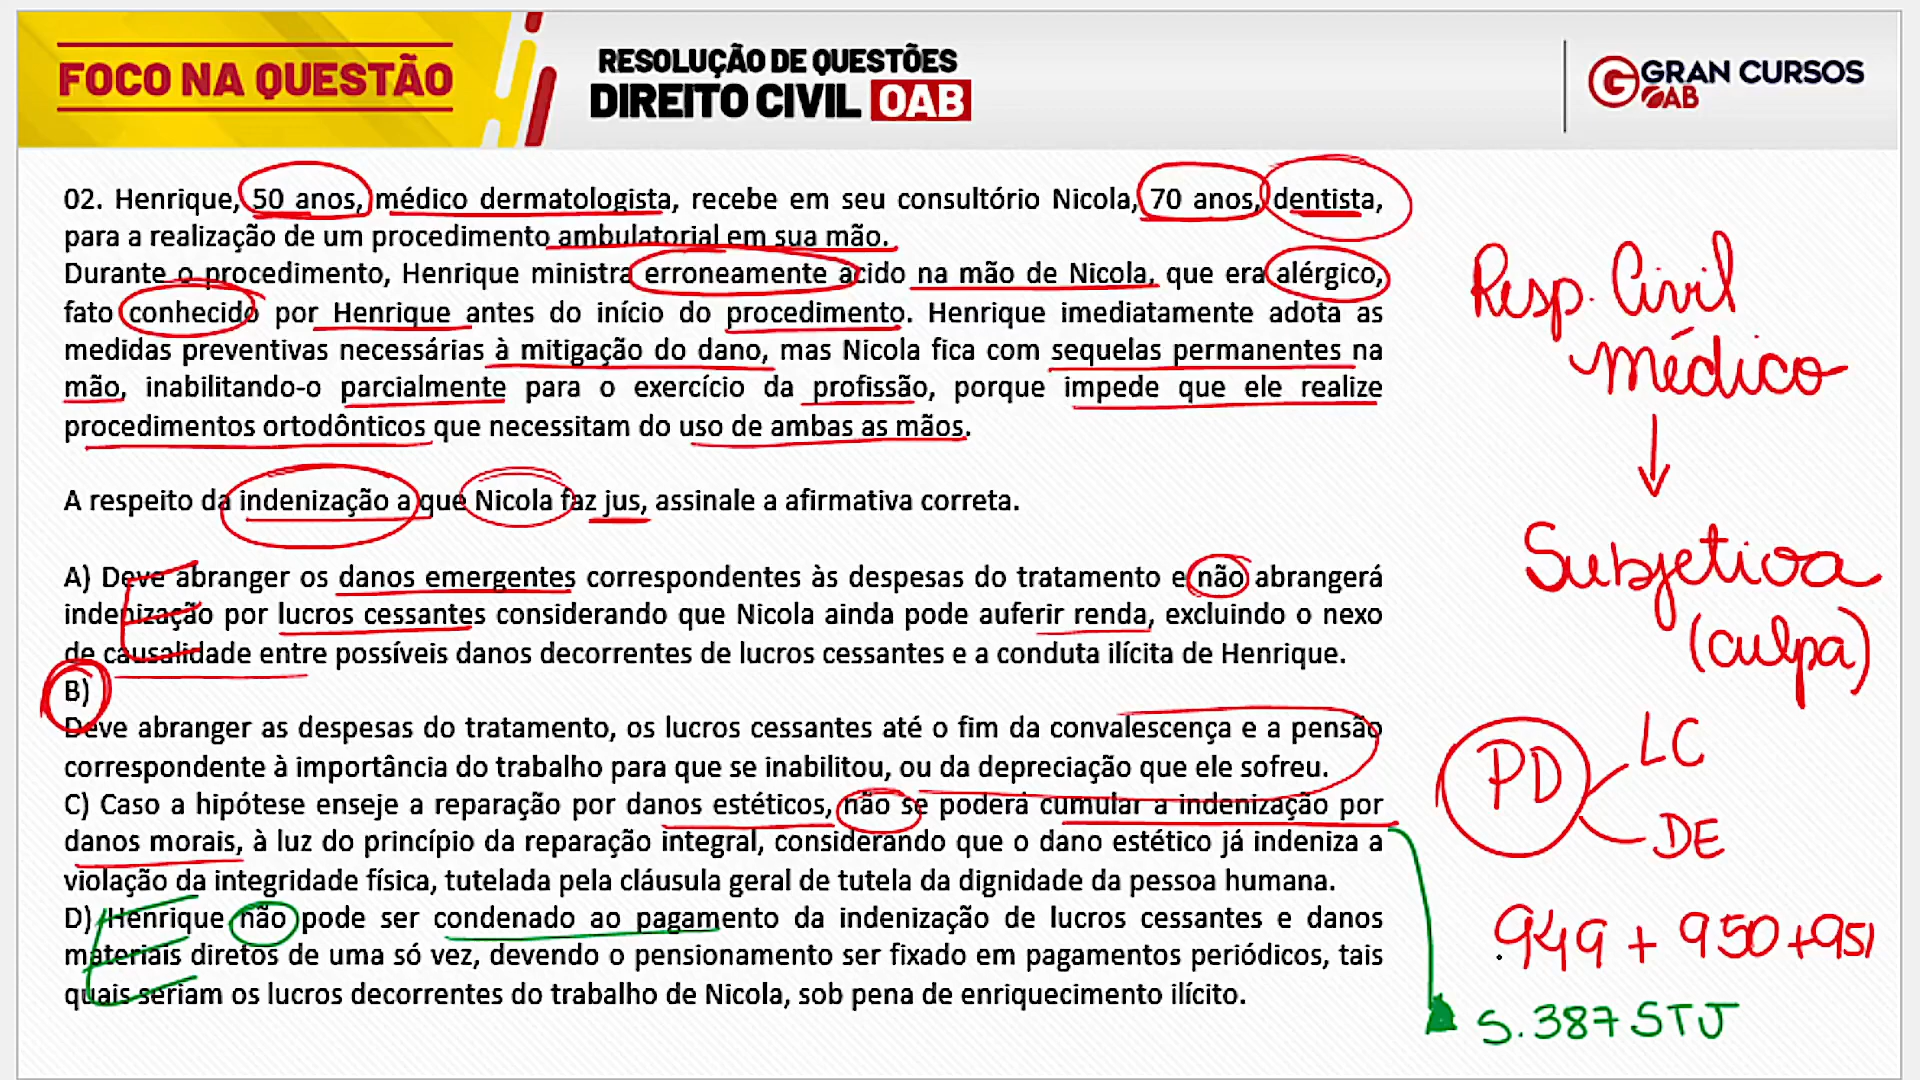 FOCO NA QUESTÃO
RESOLUÇÃO DE QUESTÕES
DIREITO CIVIL OAB
GRAN CURSOS
OAB
02. Henrique, 50 anos, médico dermatologista, recebe em seu consultório Nicola, 70 anos, dentista,
para a realização de um procedimento ambulatorial em sua mão.
Durante o procedimento, Henrique ministra erroneamente ácido na mão de Nicola, que era alérgico,
fato conhecido por Henrique antes do início do procedimento. Henrique imediatamente adota as
medidas preventivas necessárias à mitigação do dano, mas Nicola fica com sequelas permanentes na
mão, inabilitando-o parcialmente para o exercício da profissão, porque impede que ele realize
procedimentos ortodônticos que necessitam do uso de ambas as mãos.
A respeito da indenização a que Nicola faz jus, assinale a afirmativa correta.
A) Deve abranger os danos emergentes correspondentes às despesas do tratamento e não abrangerá
indenização por lucros cessantes considerando que Nicola ainda pode auferir renda, excluindo o nexo
de causalidade entre possíveis danos decorrentes de lucros cessantes e a conduta ilícita de Henrique.
B)
Deve abranger as despesas do tratamento, os lucros cessantes até o fim da convalescença e a pensão
correspondente à importância do trabalho para que se inabilitou, ou da depreciação que ele sofreu.
C) Caso a hipótese enseje a reparação por danos estéticos, não se poderá cumular a indenização por
danos morais, à luz do princípio da reparação integral, considerando que o dano estético já indeniza a
violação da integridade física, tutelada pela cláusula geral de tutela da dignidade da pessoa humana.
D) Henrique não pode ser condenado ao pagamento da indenização de lucros cessantes e danos
materiais diretos de uma só vez, devendo o pensionamento ser fixado em pagamentos periódicos, tais
quais seriam os lucros decorrentes do trabalho de Nicola, sob pena de enriquecimento ilícito.
Resp. Civil
médico
Subjetiva
(culpa)
PD
LC
DE
949 + 950 + 951
S. 387 STJ